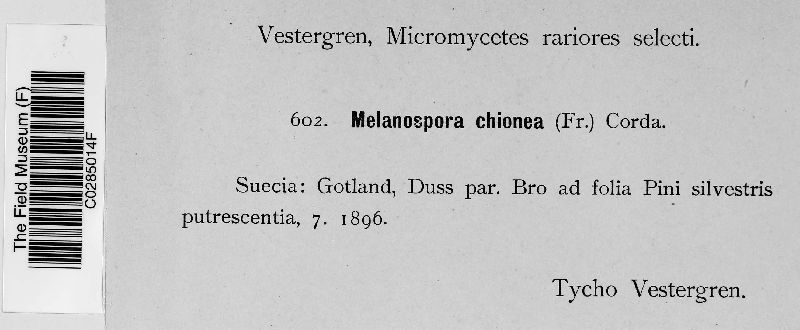 Vestergren, Micromycetes rariores selecti.
602. Melanospora chionea (Fr.) Corda.
Suecia: Gotland, Duss par. Bro ad folia Pini silvestris
putrescentia, 7. 1896.
Tycho Vestergren.
The Field Museum (F)
C0285014F